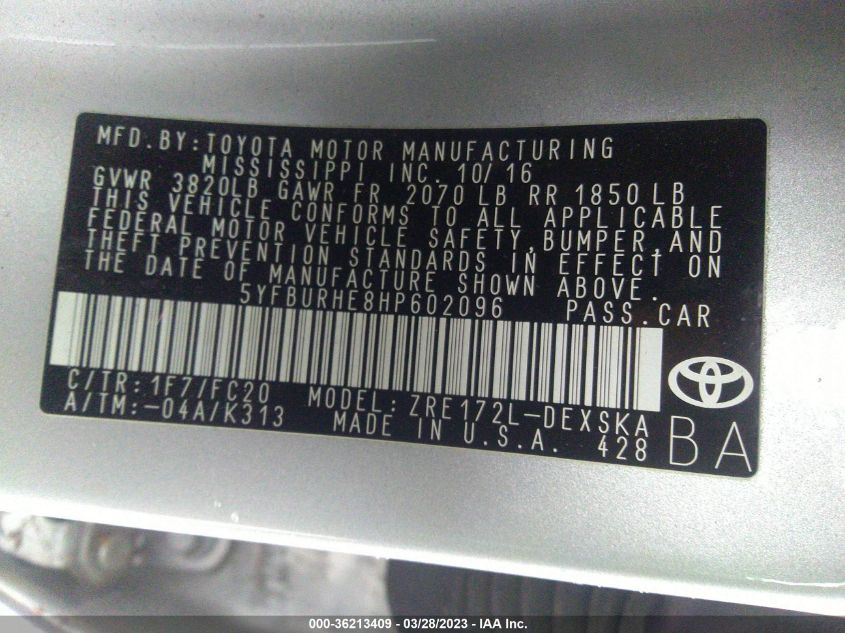 MFD.BY:TOYOTA MOTOR MANUFACTURING
MISSISSIPPI INC. 10/16
GVWR 3820LB GAWR FR 2070 LB RR 1850 LB
THIS VEHICLE CONFORMS TO ALL APPLICABLE
FEDERAL MOTOR VEHICLE SAFETY,BUMPER,AND
THEFT PREVENTION STANDARDS IN EFFECT ON
THE DATE OF MANUFACTURE SHOWN ABOVE.
5YFBURHE8HP602096 PASS.CAR
C/TR:1F7/FC20 MODEL:ZRE172L-DEXSKA
A/TM:-04A/K313 MADE IN U.S.A. 428
BA
000-36213409 — 03/28/2023 — IAA Inc.